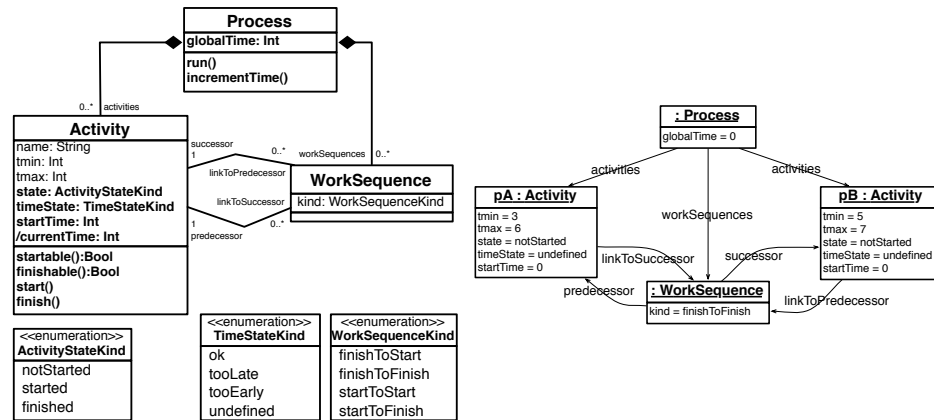 Process
globalTime: Int
run()
incrementTime()
0..* activities
Activity
name: String
tmin: Int
tmax: Int
state: ActivityStateKind
timeState: TimeStateKind
startTime: Int
/currentTime: Int
startable():Bool
finishable():Bool
start()
finish()
successor
1
0..*
linkToPredecessor
linkToSuccessor
1
0..*
predecessor
workSequences
0..*
WorkSequence
kind: WorkSequenceKind
<<enumeration>>
ActivityStateKind
notStarted
started
finished
<<enumeration>>
TimeStateKind
ok
tooLate
tooEarly
undefined
<<enumeration>>
WorkSequenceKind
finishToStart
finishToFinish
startToStart
startToFinish
: Process
globalTime = 0
activities
activities
workSequences
pA : Activity
tmin = 3
tmax = 6
state = notStarted
timeState = undefined
startTime = 0
pB : Activity
tmin = 5
tmax = 7
state = notStarted
timeState = undefined
startTime = 0
linkToSuccessor
successor
predecessor
linkToPredecessor
: WorkSequence
kind = finishToFinish